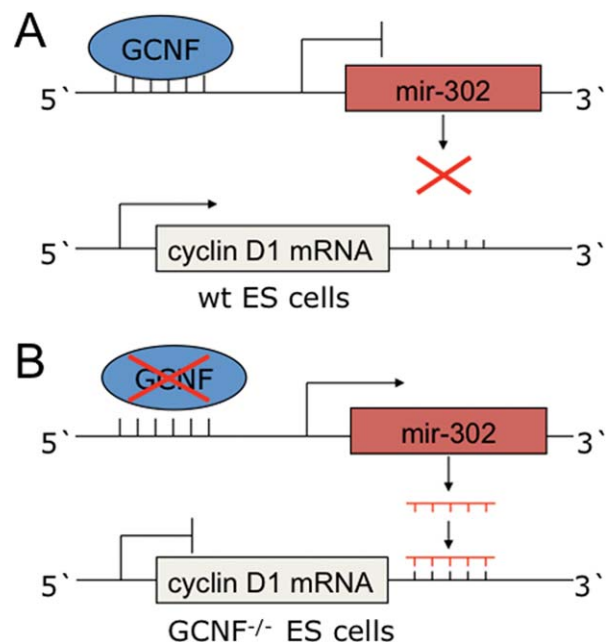 A
GCNF
5` mir-302 3`
5` cyclin D1 mRNA 3`
wt ES cells
B
GCNF
5` mir-302 3`
5` cyclin D1 mRNA 3`
GCNF-/- ES cells